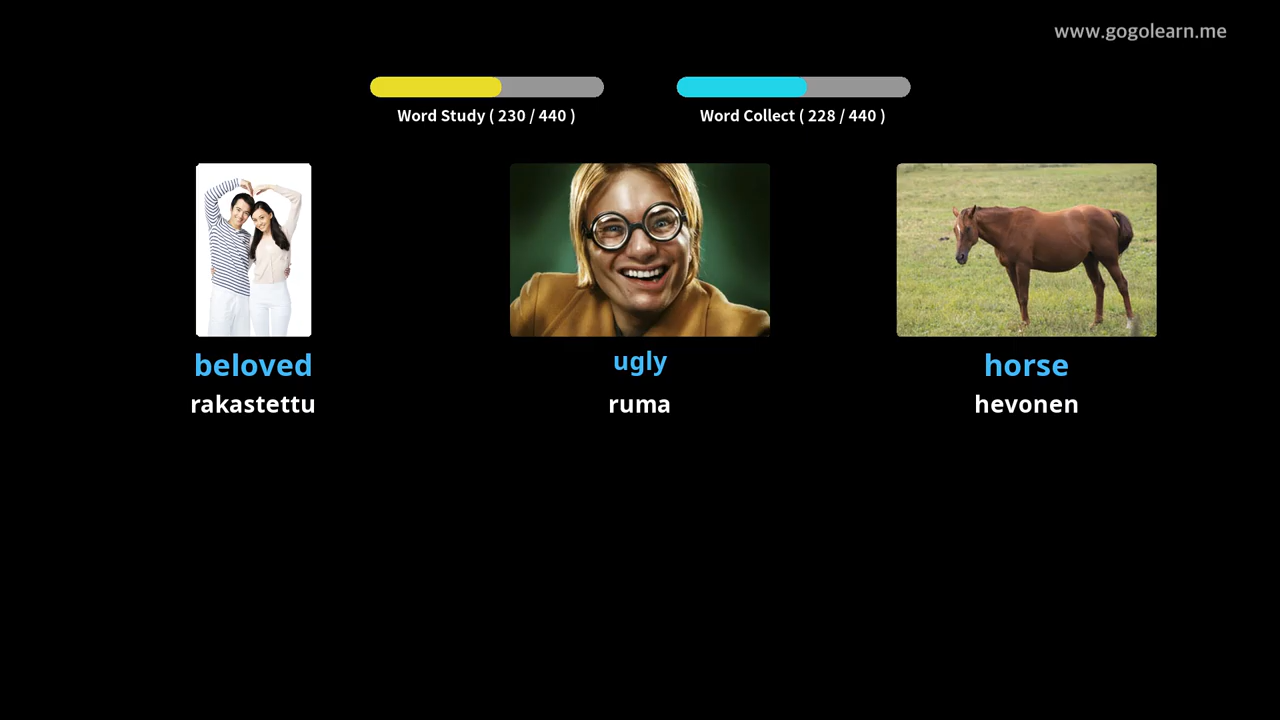 www.gogolearn.me
Word Study ( 230 / 440 )
Word Collect ( 228 / 440 )
beloved
rakastettu
ugly
ruma
horse
hevonen